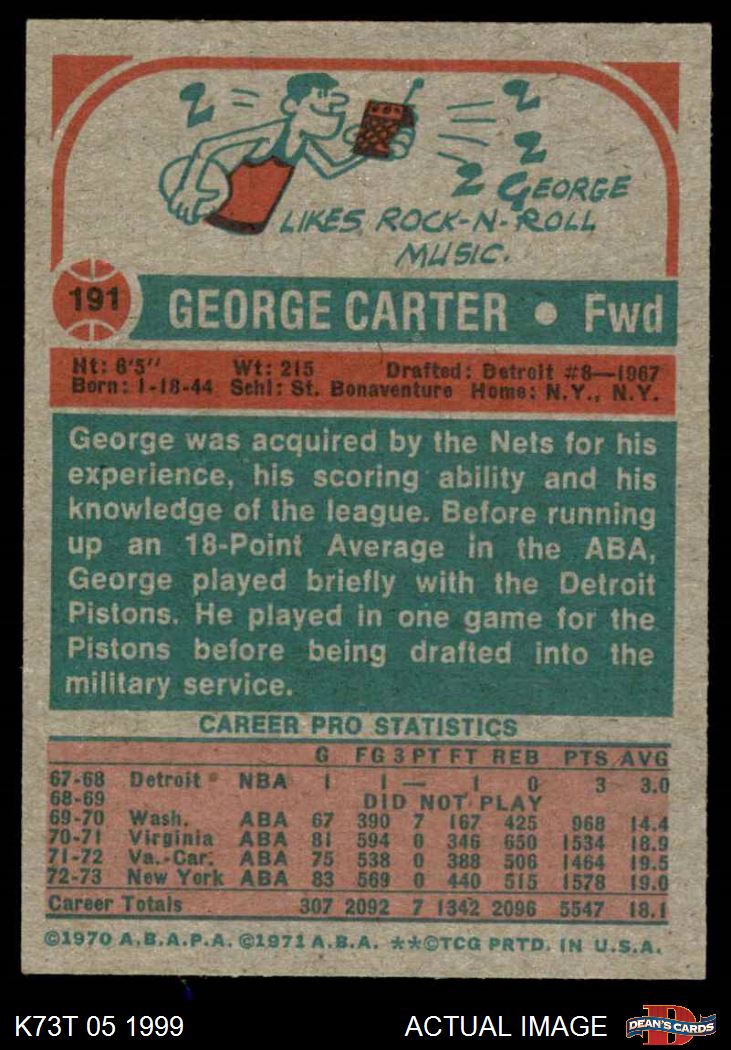 2
2
2
2 GEORGE
LIKES ROCK-N-ROLL
MUSIC.
191
GEORGE CARTER • Fwd
Ht: 6'5'' Wt: 215 Drafted: Detroit #8—1967
Born: 1-18-44 Schl: St. Bonaventure Home: N.Y., N.Y.
George was acquired by the Nets for his
experience, his scoring ability and his
knowledge of the league. Before running
up an 18-Point Average in the ABA,
George played briefly with the Detroit
Pistons. He played in one game for the
Pistons before being drafted into the
military service.
CAREER PRO STATISTICS
G FG 3 PT FT REB PTS AVG
67-68 Detroit NBA 1 1 — 1 0 3 3.0
68-69 DID NOT PLAY
69-70 Wash. ABA 67 390 7 167 425 968 14.4
70-71 Virginia ABA 81 594 0 346 650 1534 18.9
71-72 Va.-Car. ABA 75 538 0 388 506 1464 19.5
72-73 New York ABA 83 569 0 440 515 1578 19.0
Career Totals 307 2092 7 1342 2096 5547 18.1
©1970 A.B.A.P.A. ©1971 A.B.A. **©TCG PRTD. IN U.S.A.
K73T 05 1999 ACTUAL IMAGE
D
DEAN'S CARDS